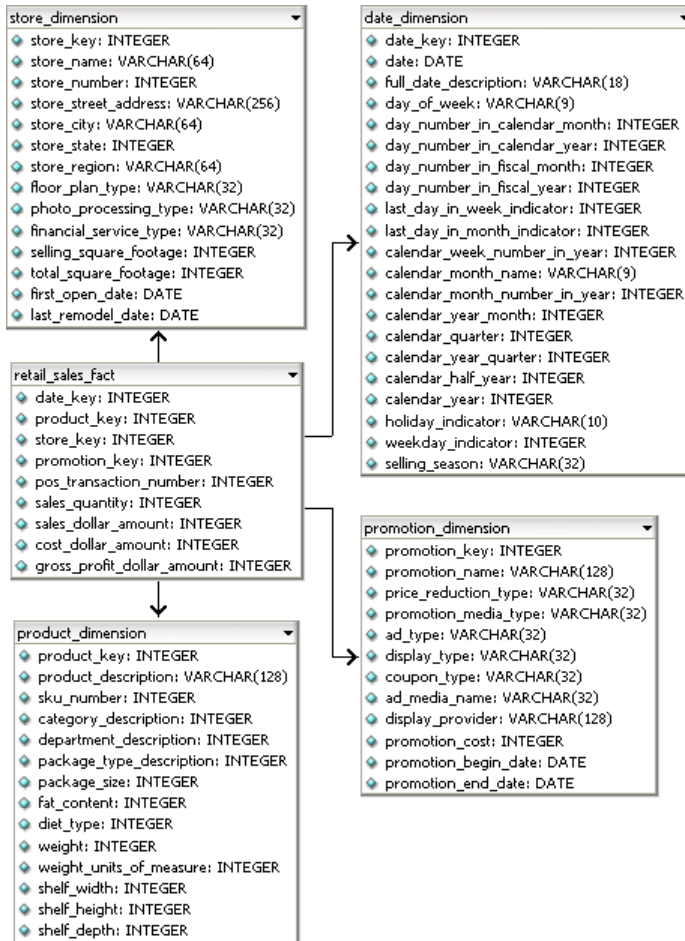 store_dimension
store_key: INTEGER
store_name: VARCHAR(64)
store_number: INTEGER
store_street_address: VARCHAR(256)
store_city: VARCHAR(64)
store_state: INTEGER
store_region: VARCHAR(64)
floor_plan_type: VARCHAR(32)
photo_processing_type: VARCHAR(32)
financial_service_type: VARCHAR(32)
selling_square_footage: INTEGER
total_square_footage: INTEGER
first_open_date: DATE
last_remodel_date: DATE
date_dimension
date_key: INTEGER
date: DATE
full_date_description: VARCHAR(18)
day_of_week: VARCHAR(9)
day_number_in_calendar_month: INTEGER
day_number_in_calendar_year: INTEGER
day_number_in_fiscal_month: INTEGER
day_number_in_fiscal_year: INTEGER
last_day_in_week_indicator: INTEGER
last_day_in_month_indicator: INTEGER
calendar_week_number_in_year: INTEGER
calendar_month_name: VARCHAR(9)
calendar_month_number_in_year: INTEGER
calendar_year_month: INTEGER
calendar_quarter: INTEGER
calendar_year_quarter: INTEGER
calendar_half_year: INTEGER
calendar_year: INTEGER
holiday_indicator: VARCHAR(10)
weekday_indicator: INTEGER
selling_season: VARCHAR(32)
retail_sales_fact
date_key: INTEGER
product_key: INTEGER
store_key: INTEGER
promotion_key: INTEGER
pos_transaction_number: INTEGER
sales_quantity: INTEGER
sales_dollar_amount: INTEGER
cost_dollar_amount: INTEGER
gross_profit_dollar_amount: INTEGER
promotion_dimension
promotion_key: INTEGER
promotion_name: VARCHAR(128)
price_reduction_type: VARCHAR(32)
promotion_media_type: VARCHAR(32)
ad_type: VARCHAR(32)
display_type: VARCHAR(32)
coupon_type: VARCHAR(32)
ad_media_name: VARCHAR(32)
display_provider: VARCHAR(128)
promotion_cost: INTEGER
promotion_begin_date: DATE
promotion_end_date: DATE
product_dimension
product_key: INTEGER
product_description: VARCHAR(128)
sku_number: INTEGER
category_description: INTEGER
department_description: INTEGER
package_type_description: INTEGER
package_size: INTEGER
fat_content: INTEGER
diet_type: INTEGER
weight: INTEGER
weight_units_of_measure: INTEGER
shelf_width: INTEGER
shelf_height: INTEGER
shelf_depth: INTEGER